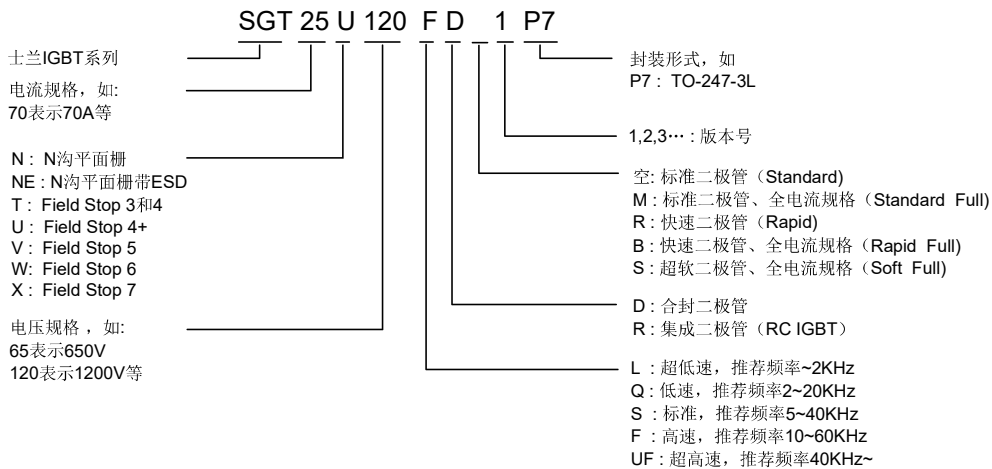 SGT 25 U 120 F D _ 1 P7
士兰IGBT系列
电流规格，如:
70表示70A等
N : N沟平面栅
NE : N沟平面栅带ESD
T : Field Stop 3和4
U : Field Stop 4+
V : Field Stop 5
W: Field Stop 6
X : Field Stop 7
电压规格 ，如:
65表示650V
120表示1200V等
封装形式，如
P7 : TO-247-3L
1,2,3… : 版本号
空: 标准二极管（Standard)
M : 标准二极管、全电流规格（Standard Full)
R : 快速二极管（Rapid)
B : 快速二极管、全电流规格（Rapid Full)
S : 超软二极管、全电流规格（Soft Full)
D : 合封二极管
R : 集成二极管（RC IGBT）
L : 超低速，推荐频率~2KHz
Q : 低速，推荐频率2~20KHz
S : 标准，推荐频率5~40KHz
F : 高速，推荐频率10~60KHz
UF : 超高速，推荐频率40KHz~